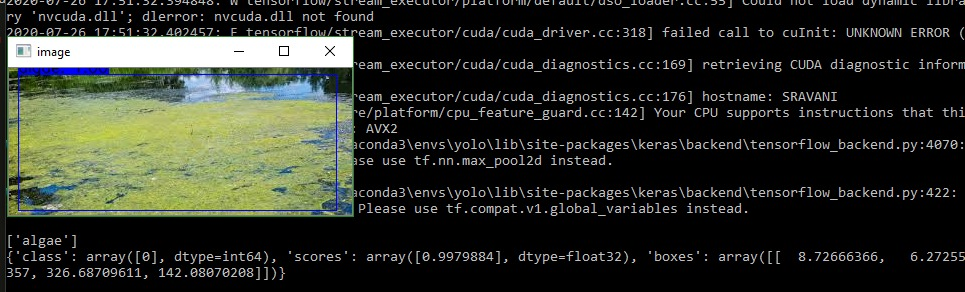 2020-07-26 17:51:32.394848: W tensorflow/stream_executor/platform/default/dso_loader.cc:55] Could not load dynamic libra
ry 'nvcuda.dll'; dlerror: nvcuda.dll not found
2020-07-26 17:51:32.402457: E tensorflow/stream_executor/cuda/cuda_driver.cc:318] failed call to cuInit: UNKNOWN ERROR (
image
ream_executor/cuda/cuda_diagnostics.cc:169] retrieving CUDA diagnostic inform
ream_executor/cuda/cuda_diagnostics.cc:176] hostname: SRAVANI
re/platform/cpu_feature_guard.cc:142] Your CPU supports instructions that thi
: AVX2
aconda3\envs\yolo\lib\site-packages\keras\backend\tensorflow_backend.py:4070:
ase use tf.nn.max_pool2d instead.
aconda3\envs\yolo\lib\site-packages\keras\backend\tensorflow_backend.py:422:
Please use tf.compat.v1.global_variables instead.
['algae']
{'class': array([0], dtype=int64), 'scores': array([0.9979884], dtype=float32), 'boxes': array([[ 8.72666366, 6.27255
357, 326.68709611, 142.08070208]])}